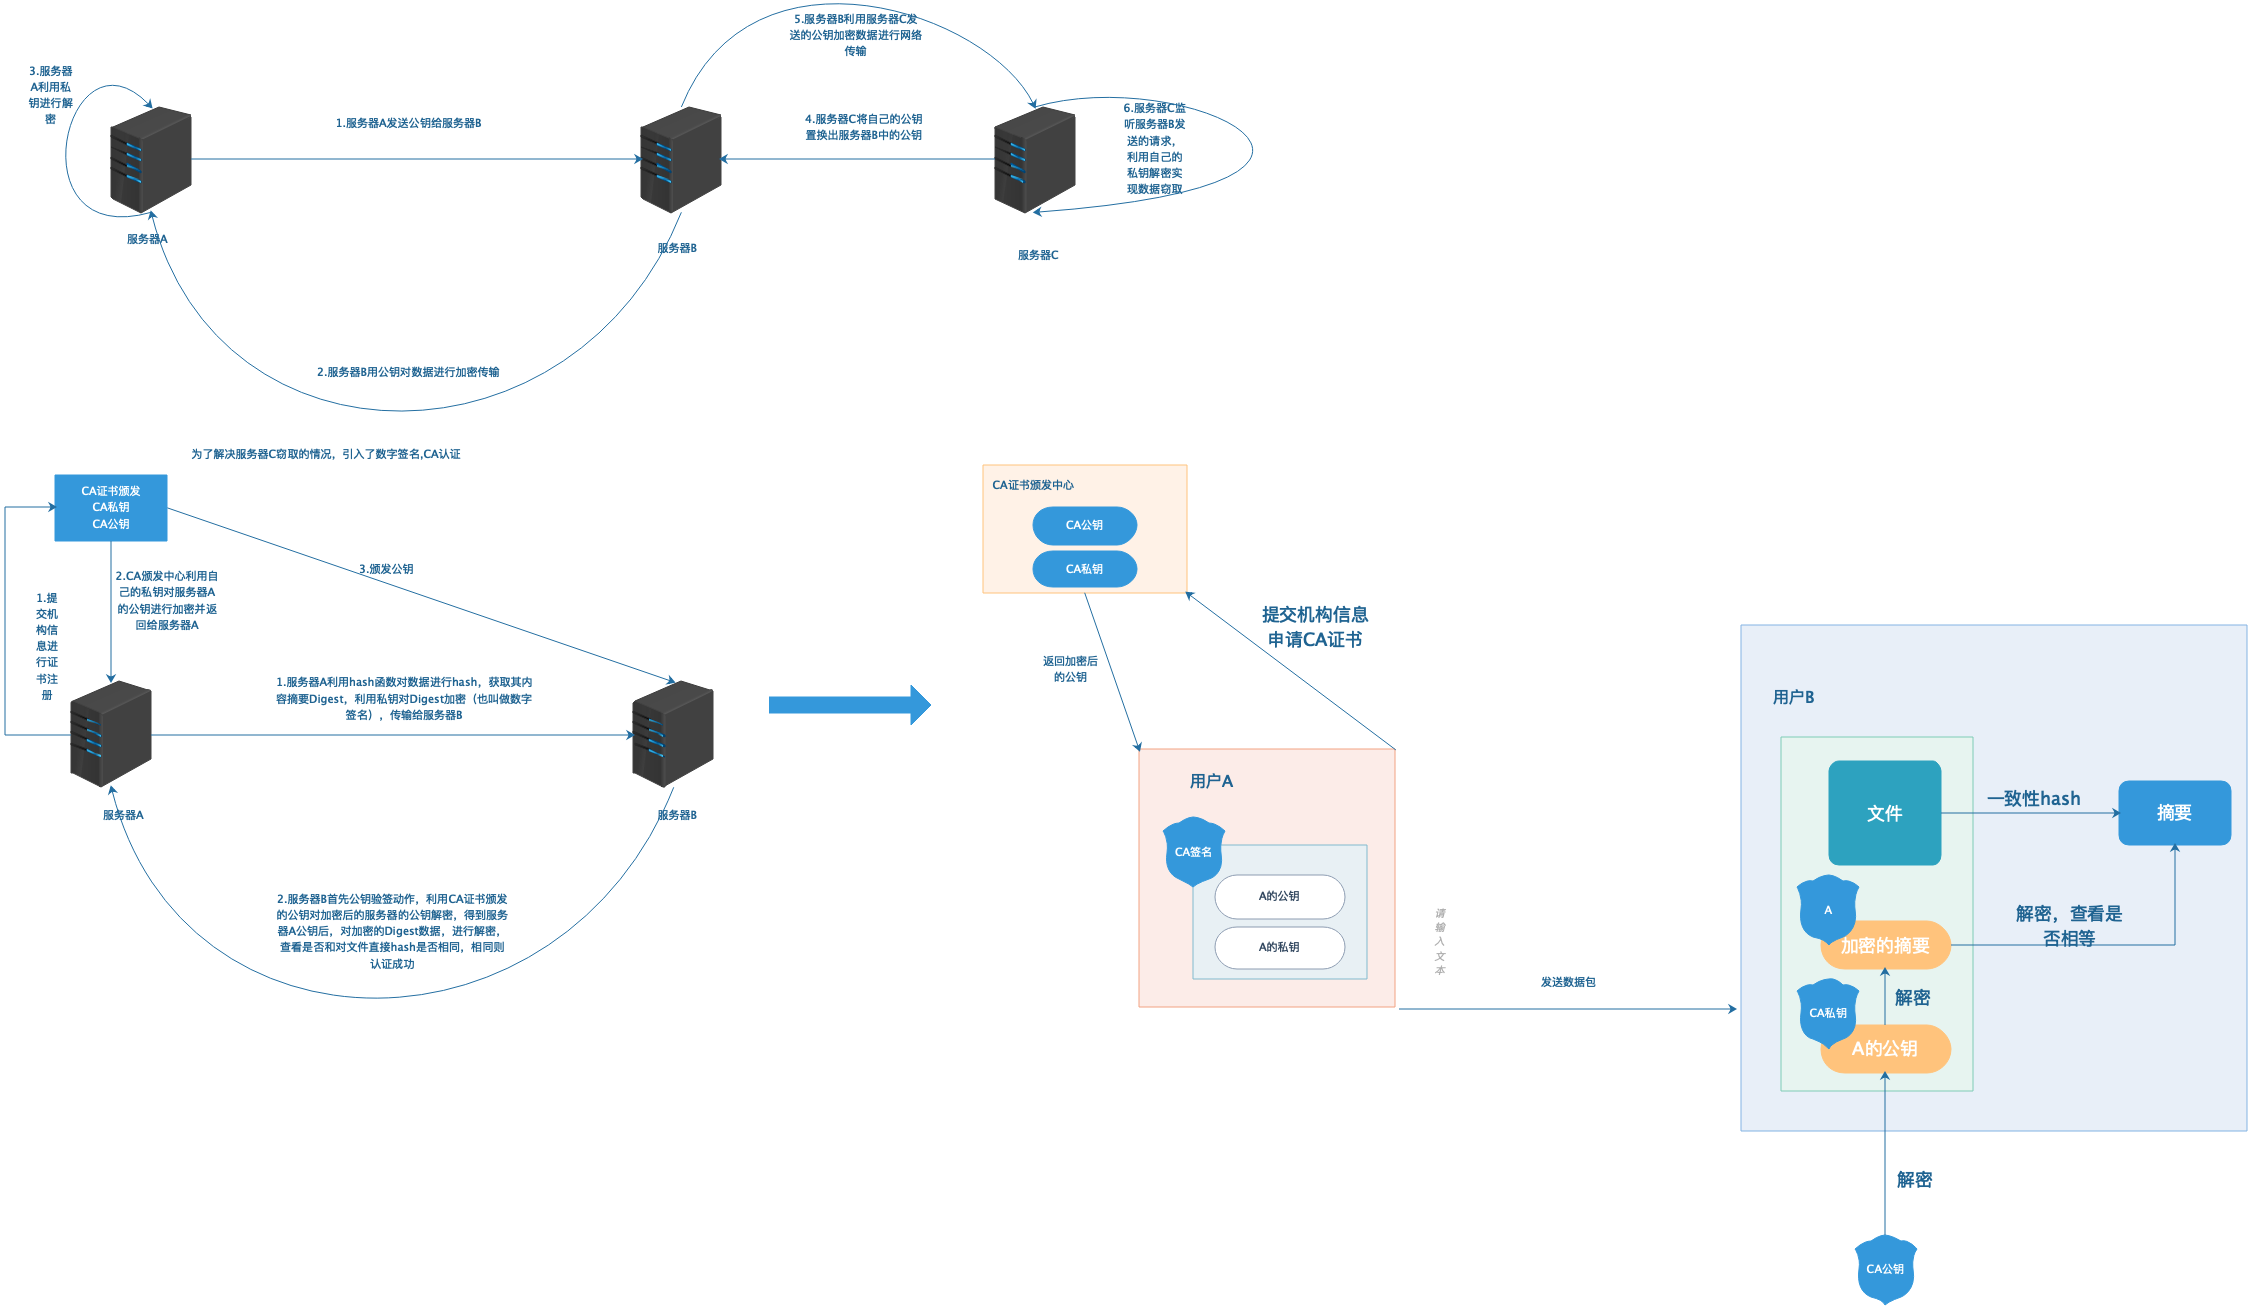 5.服务器B利用服务器C发
送的公钥加密数据进行网络
传输
3.服务器
A利用私
钥进行解
密
1.服务器A发送公钥给服务器B
4.服务器C将自己的公钥
置换出服务器B中的公钥
6.服务器C监
听服务器B发
送的请求，
利用自己的
私钥解密实
现数据窃取
服务器A
服务器B
服务器C
2.服务器B用公钥对数据进行加密传输
为了解决服务器C窃取的情况，引入了数字签名,CA认证
CA证书颁发
CA私钥
CA公钥
1.提
交机
构信
息进
行证
书注
册
2.CA颁发中心利用自
己的私钥对服务器A
的公钥进行加密并返
回给服务器A
3.颁发公钥
1.服务器A利用hash函数对数据进行hash，获取其内
容摘要Digest，利用私钥对Digest加密（也叫做数字
签名），传输给服务器B
服务器A
服务器B
2.服务器B首先公钥验签动作，利用CA证书颁发
的公钥对加密后的服务器的公钥解密，得到服务
器A公钥后，对加密的Digest数据，进行解密，
查看是否和对文件直接hash是否相同，相同则
认证成功
CA证书颁发中心
CA公钥
CA私钥
返回加密后
的公钥
提交机构信息
申请CA证书
用户A
CA签名
A的公钥
A的私钥
请
输
入
文
本
发送数据包
用户B
文件
一致性hash
摘要
A
加密的摘要
解密，查看是
否相等
解密
CA私钥
A的公钥
解密
CA公钥